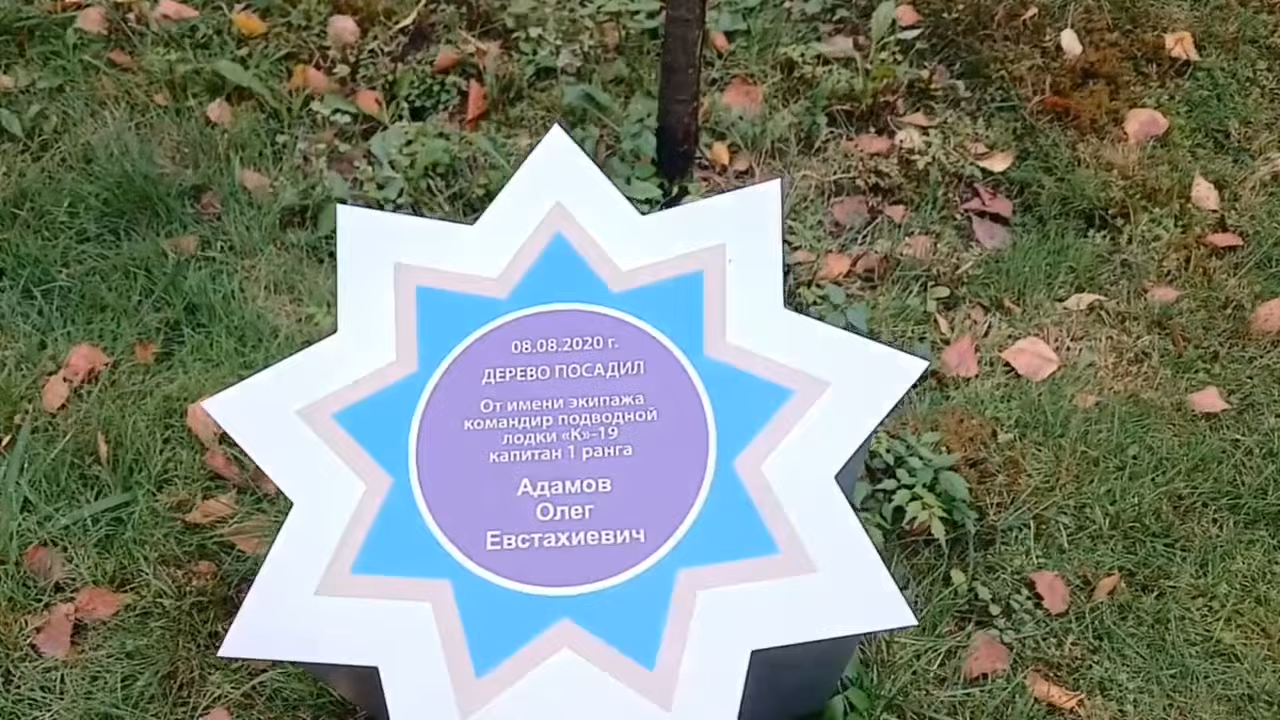 08.08.2020 г.
ДЕРЕВО ПОСАДИЛ
От имени экипажа
командир подводной
лодки «К»-19
капитан 1 ранга
Адамов
Олег
Евстахиевич